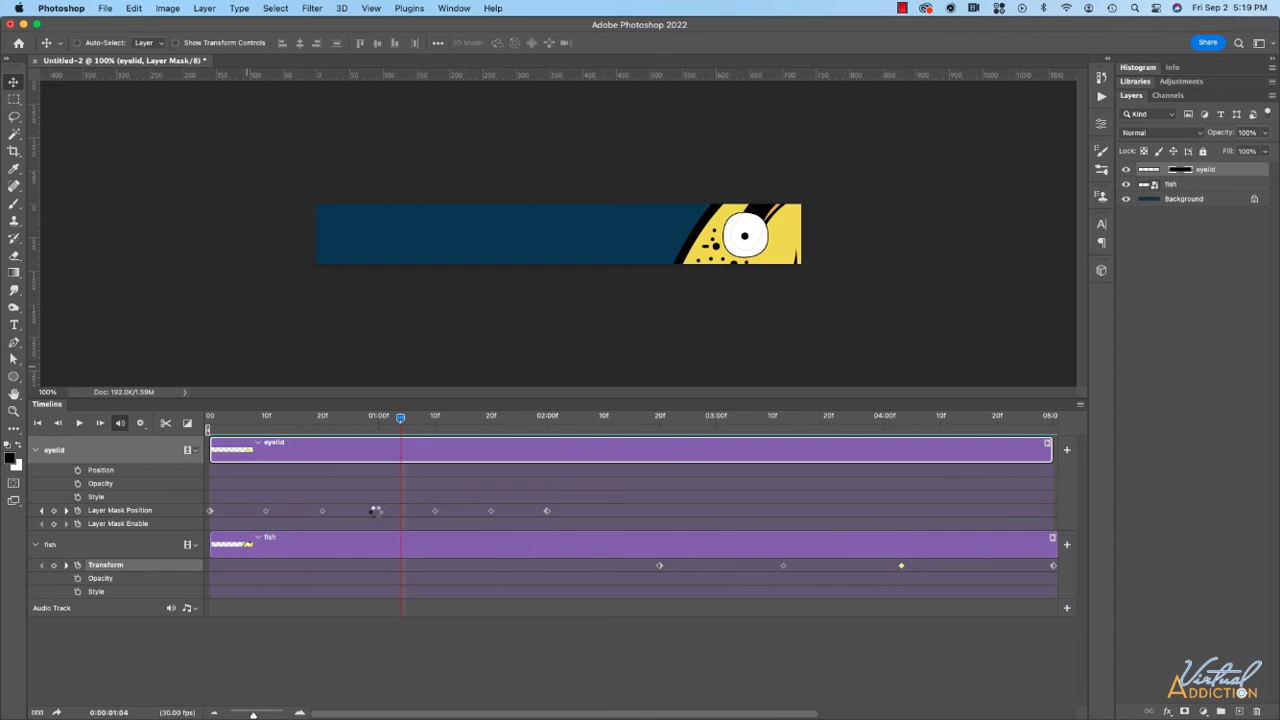 Photoshop File Edit Image Layer Type Select Filter 3D View Plugins Window Help Fri Sep 2 5:19 PM
Adobe Photoshop 2022
Auto-Select: Layer Show Transform Controls 3D Mode: Share
Untitled-2 @ 100% (eyelid, Layer Mask/8) *
Histogram Info
Libraries Adjustments
Layers Channels
Kind
Normal Opacity: 100%
Lock: Fill: 100%
eyelid
fish
Background
100% Doc: 192.0K/1.59M
Timeline
00 10f 20f 01:00f 10f 20f 02:00f 10f 20f 03:00f 10f 20f 04:00f 10f 20f 05:0
eyelid eyelid
Position
Opacity
Style
Layer Mask Position
Layer Mask Enable
fish fish
Transform
Opacity
Style
Audio Track
0:00:01:04 (30.00 fps)
Virtual
ADDICTION